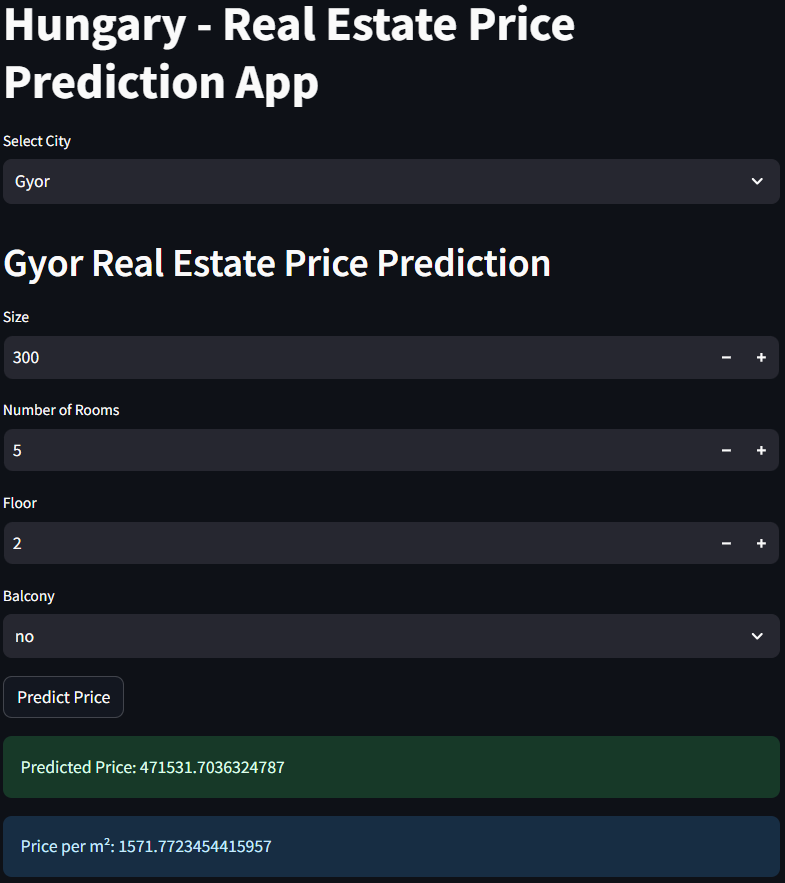 Hungary - Real Estate Price
Prediction App
Select City
Gyor
Gyor Real Estate Price Prediction
Size
300
Number of Rooms
5
Floor
2
Balcony
no
Predict Price
Predicted Price: 471531.7036324787
Price per m²: 1571.7723454415957